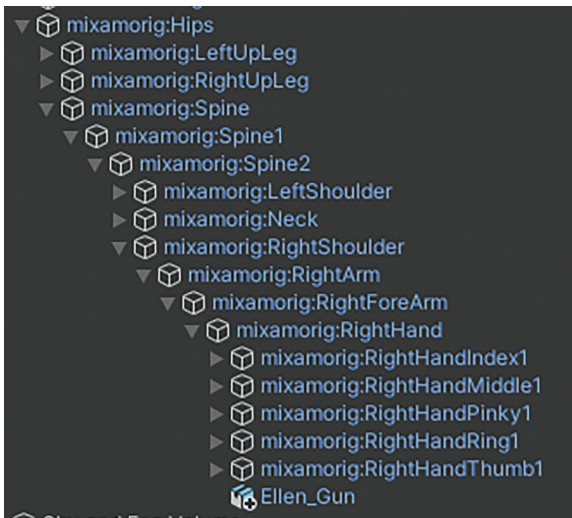 mixamorig:Hips
mixamorig:LeftUpLeg
mixamorig:RightUpLeg
mixamorig:Spine
mixamorig:Spine1
mixamorig:Spine2
mixamorig:LeftShoulder
mixamorig:Neck
mixamorig:RightShoulder
mixamorig:RightArm
mixamorig:RightForeArm
mixamorig:RightHand
mixamorig:RightHandIndex1
mixamorig:RightHandMiddle1
mixamorig:RightHandPinky1
mixamorig:RightHandRing1
mixamorig:RightHandThumb1
Ellen_Gun